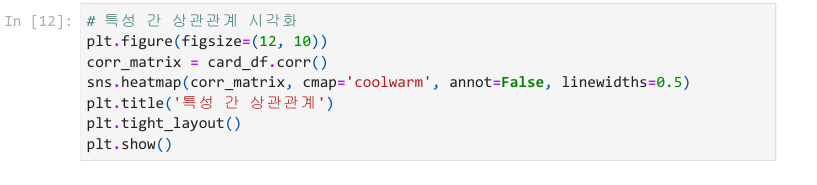 In [12]: # 특성 간 상관관계 시각화
plt.figure(figsize=(12, 10))
corr_matrix = card_df.corr()
sns.heatmap(corr_matrix, cmap='coolwarm', annot=False, linewidths=0.5)
plt.title('특성 간 상관관계')
plt.tight_layout()
plt.show()